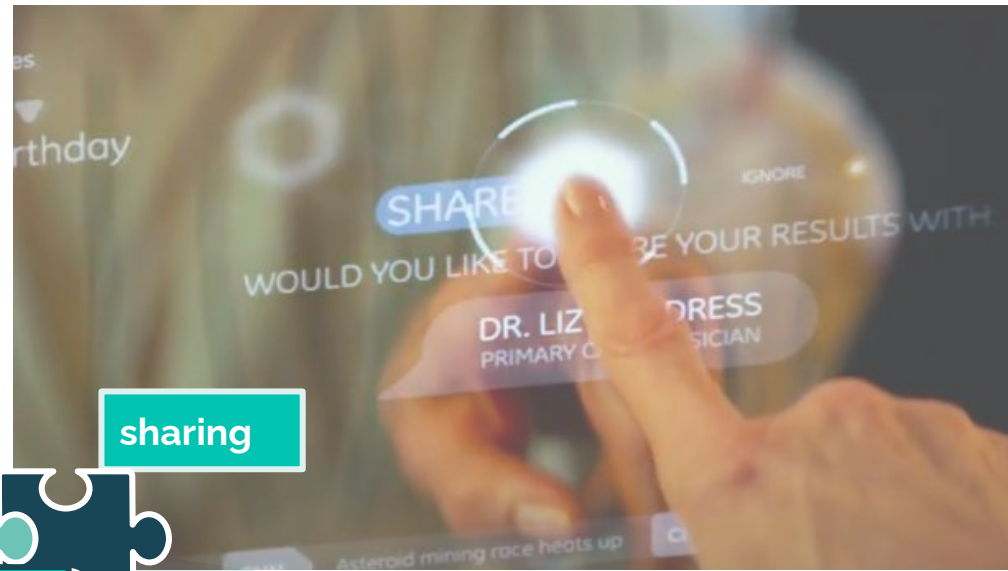 es
rthday
IGNORE
SHARE
WOULD YOU LIKE TO RE YOUR RESULTS WITH
DR. LIZ DRESS
PRIMARY C SICIAN
sharing
Asteroid mining race heats up